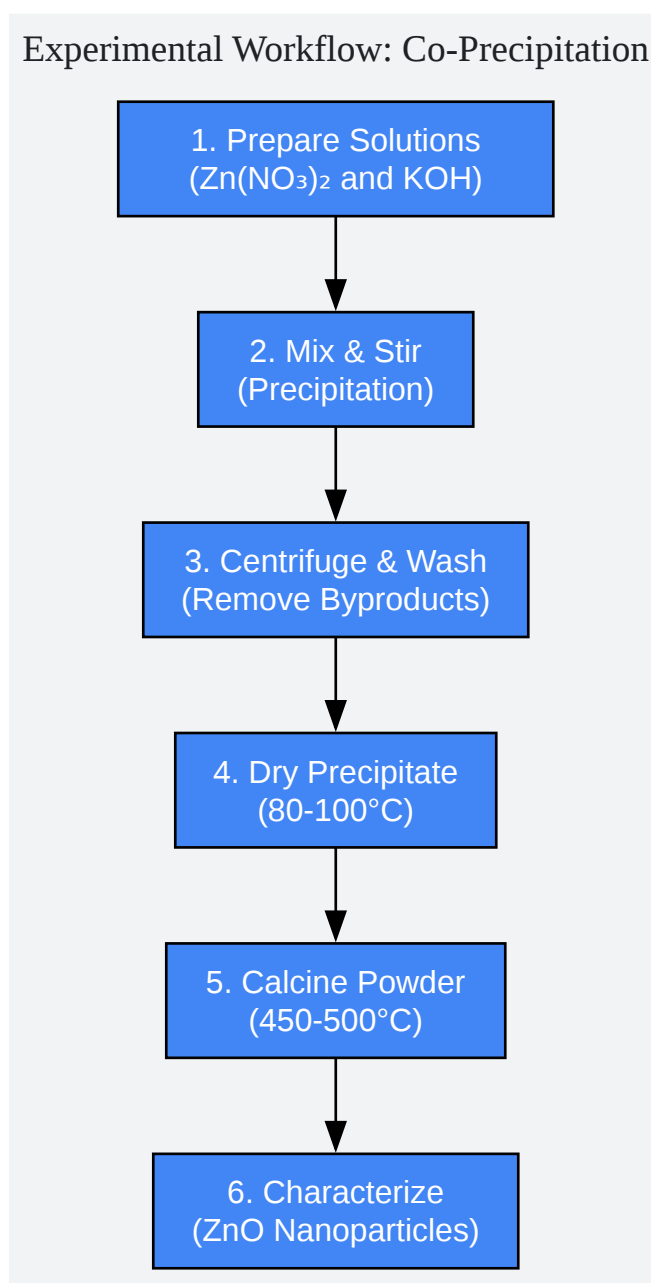 Experimental Workflow: Co-Precipitation
1. Prepare Solutions
(Zn(NO₃)₂ and KOH)
2. Mix & Stir
(Precipitation)
3. Centrifuge & Wash
(Remove Byproducts)
4. Dry Precipitate
(80-100°C)
5. Calcine Powder
(450-500°C)
6. Characterize
(ZnO Nanoparticles)